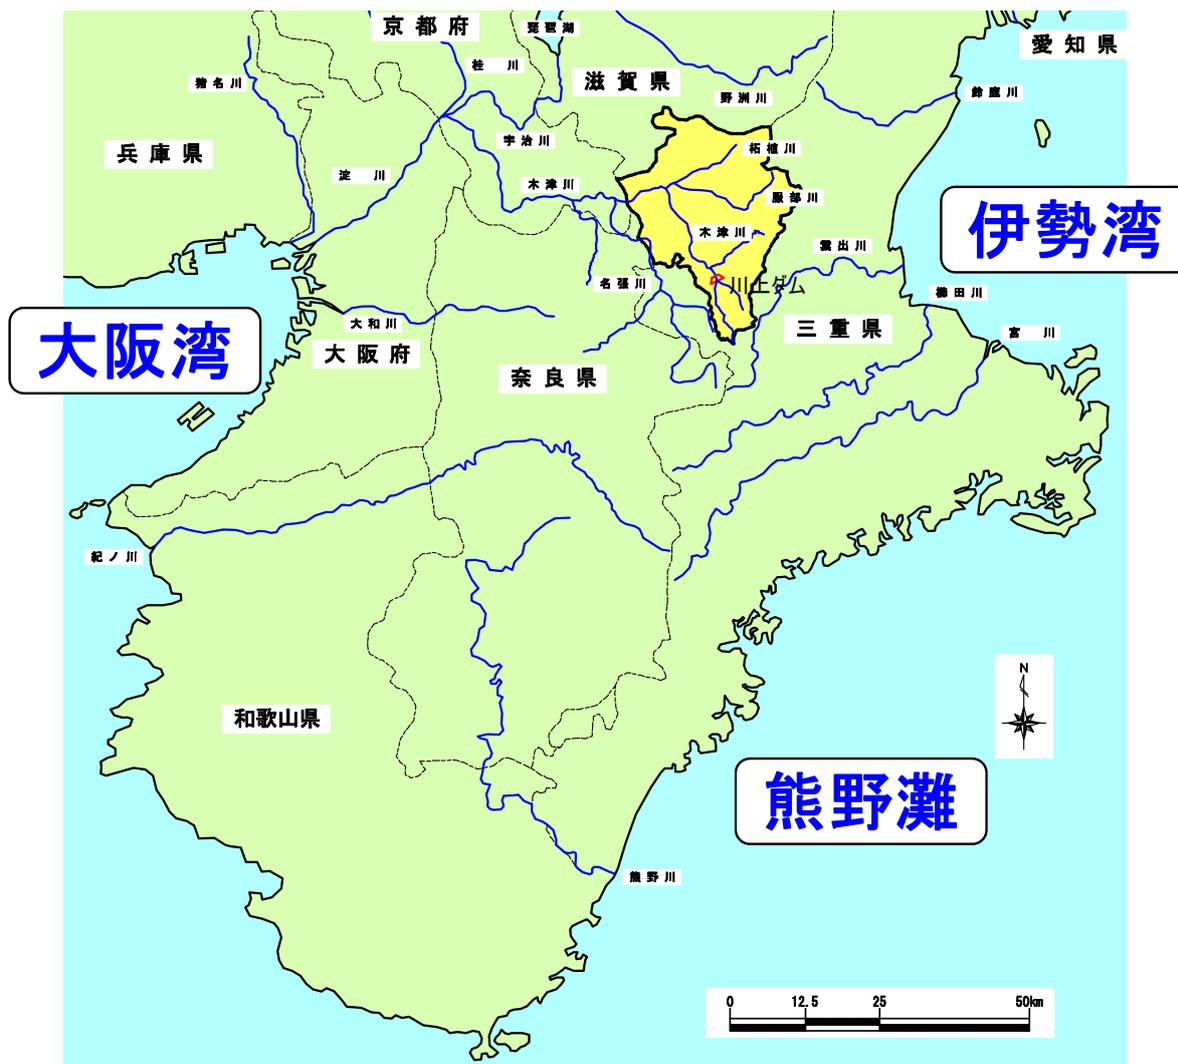 京都府
琵琶湖
愛知県
桂 川
滋賀県
猪名川
野洲川
鈴鹿川
宇治川
兵庫県
柘植川
淀 川
木津川
服部川
伊勢湾
木津川
雲出川
名張川
川上ダム
櫛田川
大和川
三重県
宮 川
大阪湾
大阪府
奈良県
紀ノ川
N
和歌山県
熊野灘
熊野川
0 12.5 25 50km